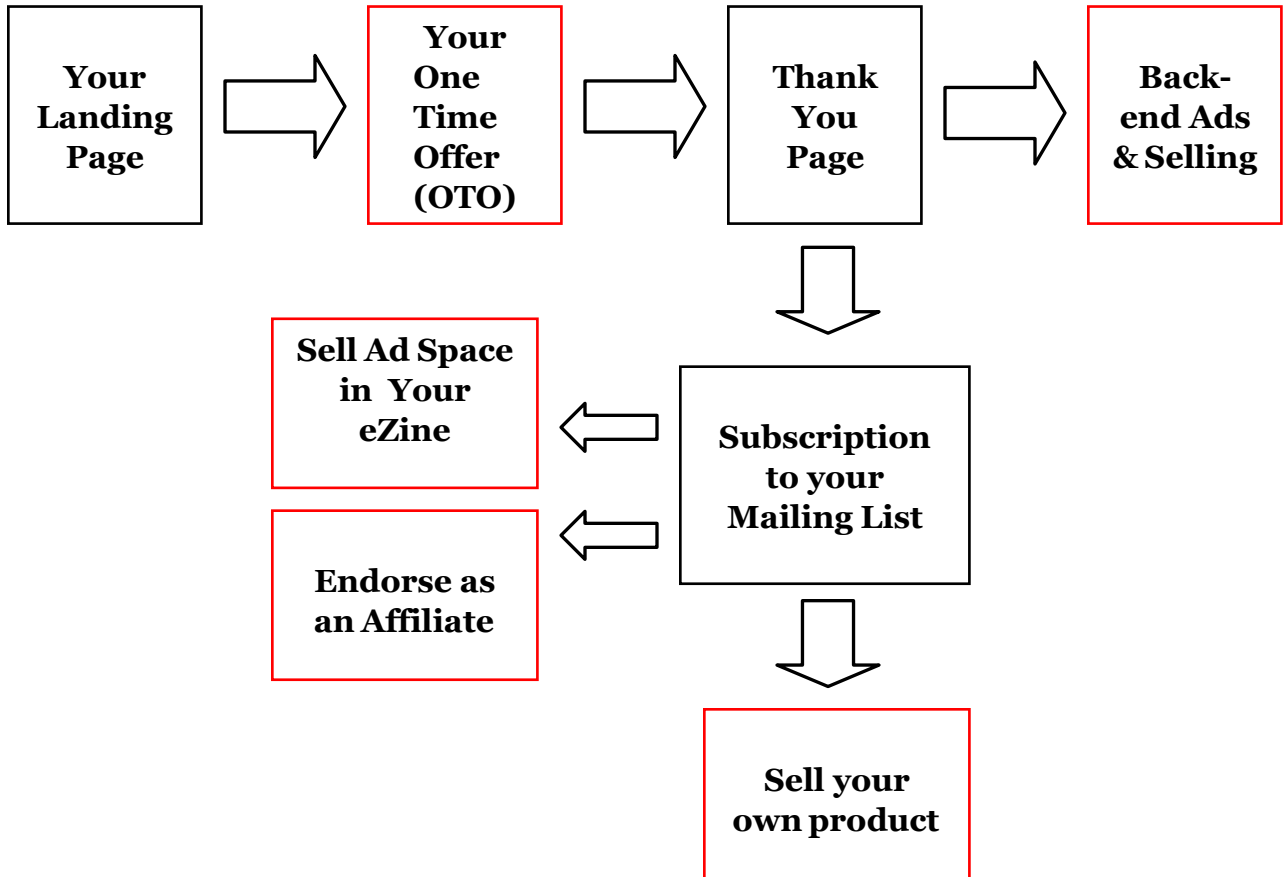 Your
Landing
Page
Your
One
Time
Offer
(OTO)
Thank
You
Page
Back-
end Ads
& Selling
Sell Ad Space
in Your
eZine
Subscription
to your
Mailing List
Endorse as
an Affiliate
Sell your
own product